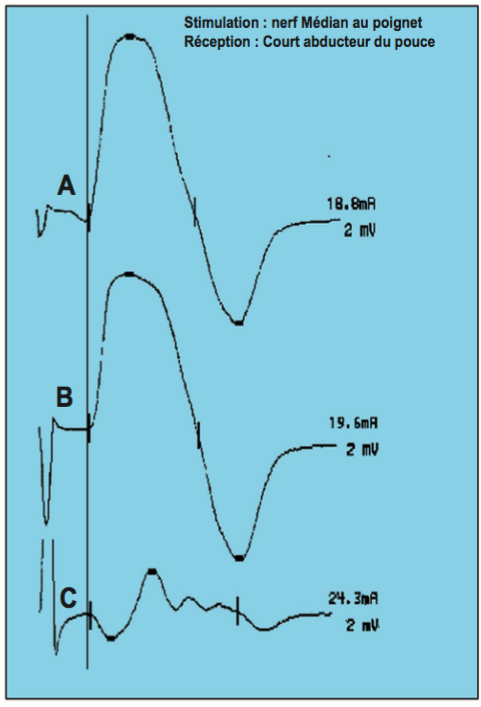 Stimulation : nerf Médian au poignet
Réception : Court abducteur du pouce
A
18.8mA
2 mV
B
19.6mA
2 mV
C
24.3mA
2 mV